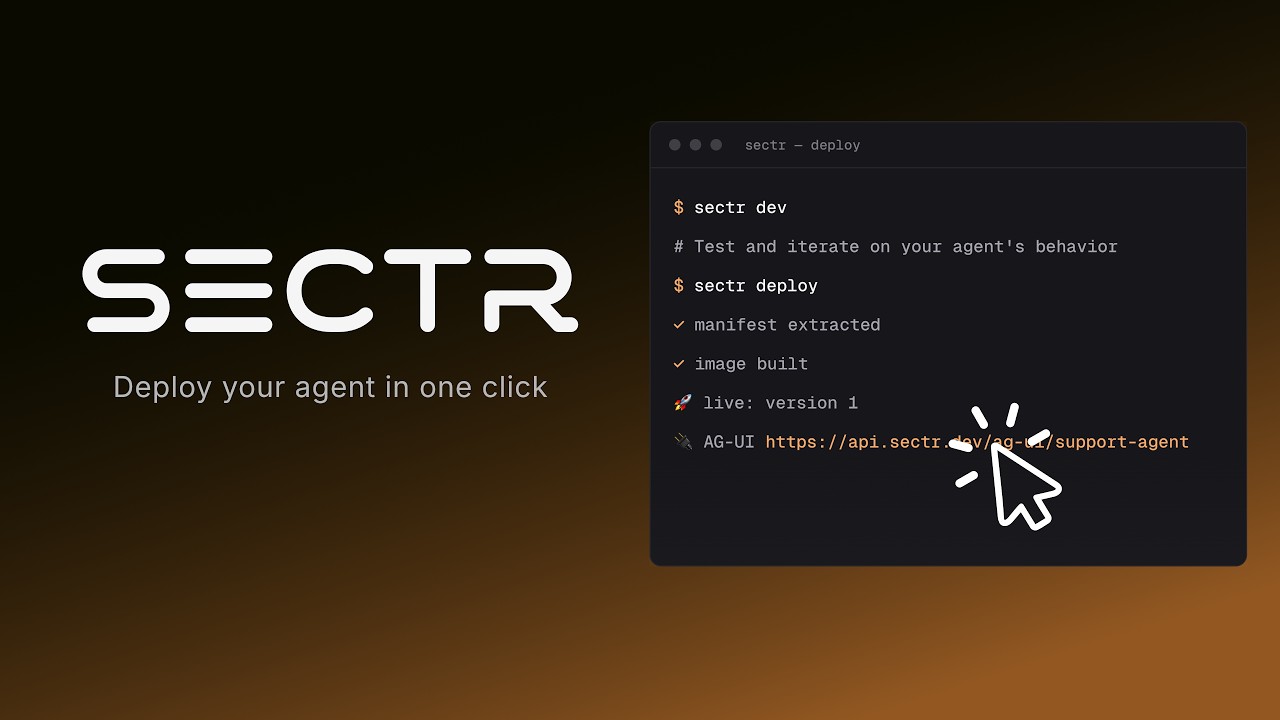 SECTR
Deploy your agent in one click
sectr — deploy
$ sectr dev
# Test and iterate on your agent's behavior
$ sectr deploy
✓ manifest extracted
✓ image built
🚀 live: version 1
🔌 AG-UI https://api.sectr.dev/ag-ui/support-agent